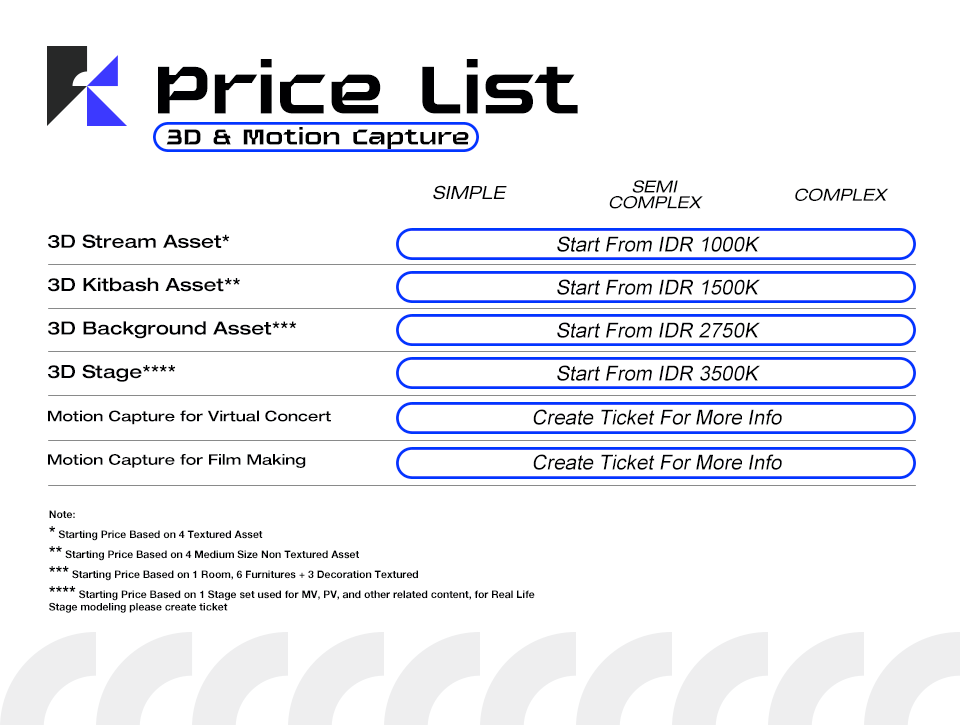 Price List
3D & Motion Capture
SIMPLE
SEMI
COMPLEX
COMPLEX
3D Stream Asset*
Start From IDR 1000K
3D Kitbash Asset**
Start From IDR 1500K
3D Background Asset***
Start From IDR 2750K
3D Stage****
Start From IDR 3500K
Motion Capture for Virtual Concert
Create Ticket For More Info
Motion Capture for Film Making
Create Ticket For More Info
Note:
* Starting Price Based on 4 Textured Asset
** Starting Price Based on 4 Medium Size Non Textured Asset
*** Starting Price Based on 1 Room, 6 Furnitures + 3 Decoration Textured
**** Starting Price Based on 1 Stage set used for MV, PV, and other related content, for Real Life
Stage modeling please create ticket